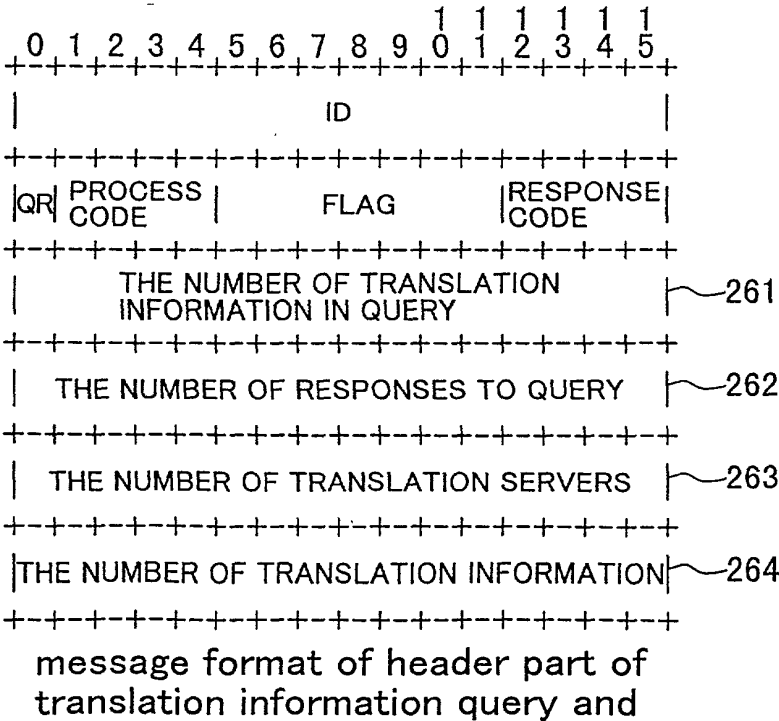 1 1 1 1 1 1
0 1 2 3 4 5 6 7 8 9 0 1 2 3 4 5
+-+-+-+-+-+-+-+-+-+-+-+-+-+-+-+-+
| ID |
+-+-+-+-+-+-+-+-+-+-+-+-+-+-+-+-+
|QR| PROCESS CODE | FLAG | RESPONSE CODE |
+-+-+-+-+-+-+-+-+-+-+-+-+-+-+-+-+
| THE NUMBER OF TRANSLATION
INFORMATION IN QUERY | 261
+-+-+-+-+-+-+-+-+-+-+-+-+-+-+-+-+
| THE NUMBER OF RESPONSES TO QUERY | 262
+-+-+-+-+-+-+-+-+-+-+-+-+-+-+-+-+
| THE NUMBER OF TRANSLATION SERVERS | 263
+-+-+-+-+-+-+-+-+-+-+-+-+-+-+-+-+
|THE NUMBER OF TRANSLATION INFORMATION| 264
+-+-+-+-+-+-+-+-+-+-+-+-+-+-+-+-+
message format of header part of
translation information query and